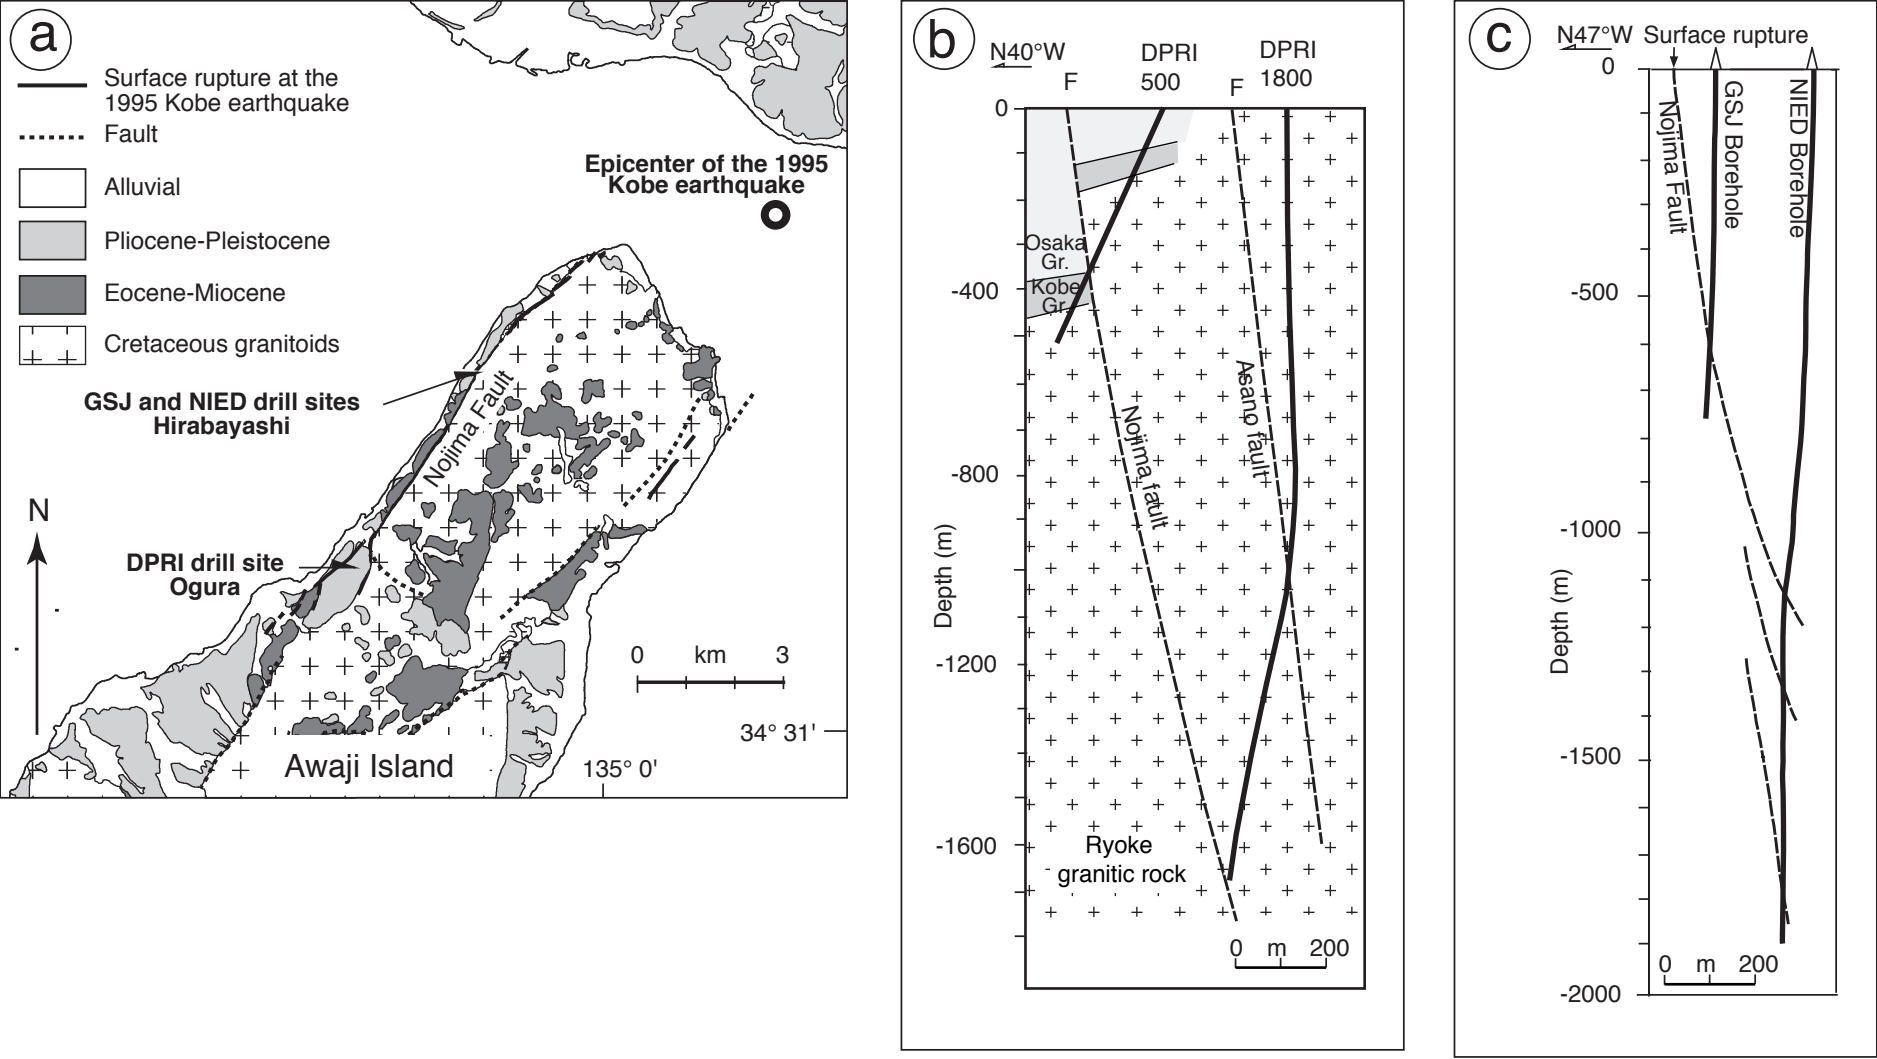 a
Surface rupture at the
1995 Kobe earthquake
Fault
Alluvial
Pliocene-Pleistocene
Eocene-Miocene
Cretaceous granitoids
Epicenter of the 1995
Kobe earthquake
GSJ and NIED drill sites
Hirabayashi
Nojima Fault
N
DPRI drill site
Ogura
0 km 3
34° 31'
135° 0'
Awaji Island
b
N40°W
F
DPRI
500
F
DPRI
1800
0
-400
-800
-1200
-1600
Depth (m)
Osaka
Gr.
Kobe
Gr.
Nojima fault
Asano fault
Ryoke
granitic rock
0 m 200
c
N47°W Surface rupture
0
-500
-1000
-1500
-2000
Depth (m)
Nojima Fault
GSJ Borehole
NIED Borehole
0 m 200